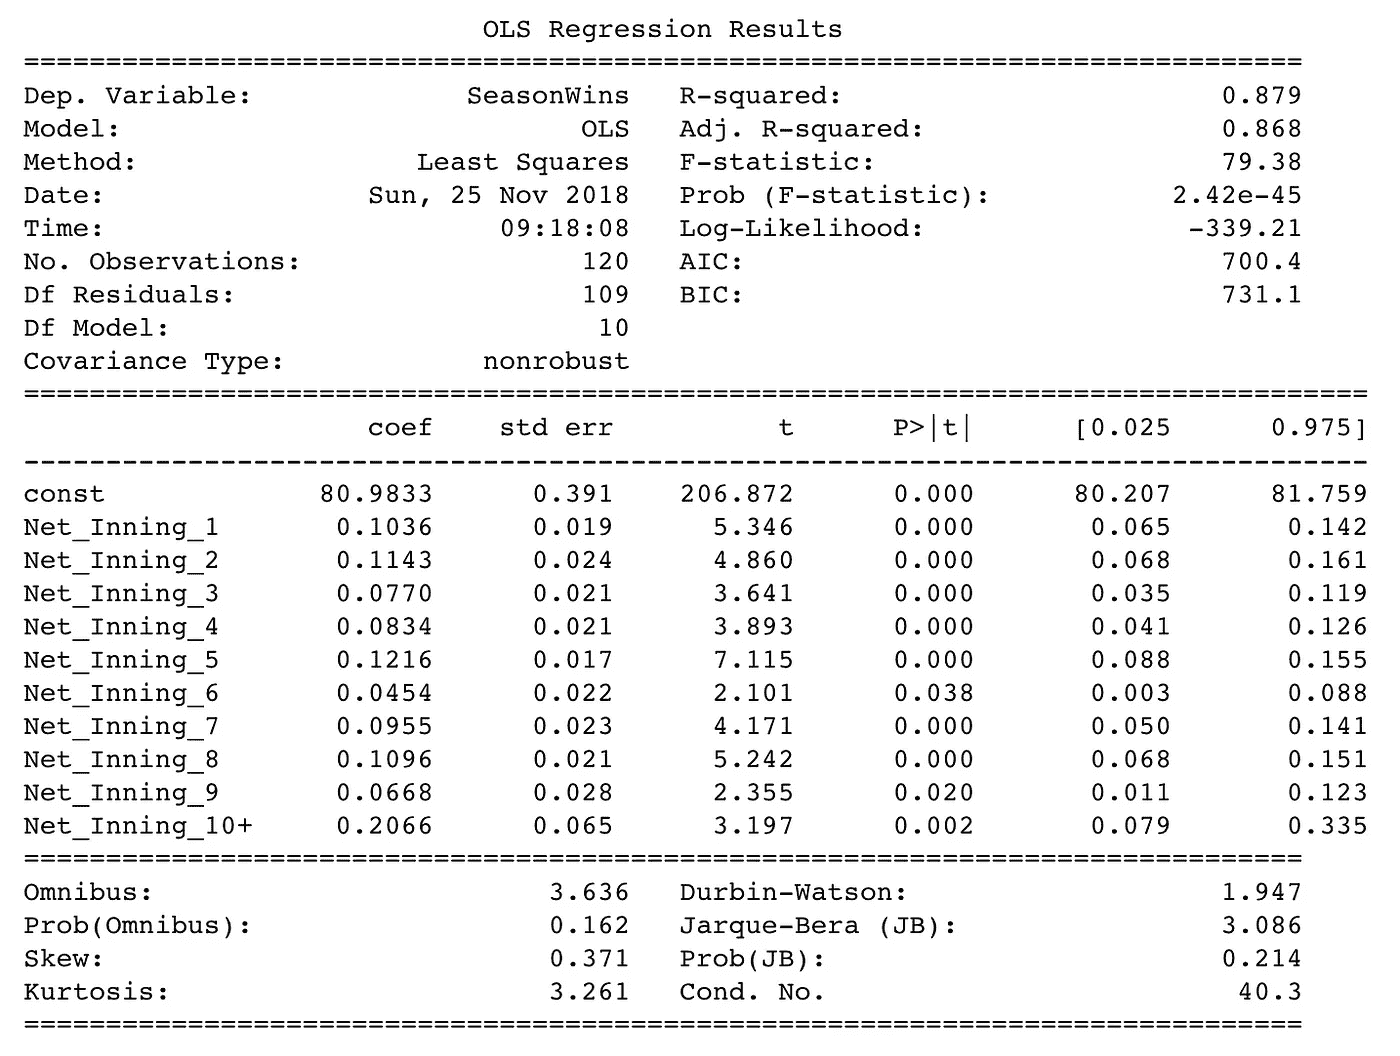 OLS Regression Results
==============================================================================
Dep. Variable:             SeasonWins   R-squared:                       0.879
Model:                            OLS   Adj. R-squared:                  0.868
Method:                 Least Squares   F-statistic:                     79.38
Date:                Sun, 25 Nov 2018   Prob (F-statistic):           2.42e-45
Time:                        09:18:08   Log-Likelihood:                -339.21
No. Observations:                 120   AIC:                             700.4
Df Residuals:                     109   BIC:                             731.1
Df Model:                          10
Covariance Type:            nonrobust
==================================================================================
                     coef    std err          t      P>|t|      [0.025      0.975]
----------------------------------------------------------------------------------
const             80.9833      0.391    206.872      0.000      80.207      81.759
Net_Inning_1       0.1036      0.019      5.346      0.000       0.065       0.142
Net_Inning_2       0.1143      0.024      4.860      0.000       0.068       0.161
Net_Inning_3       0.0770      0.021      3.641      0.000       0.035       0.119
Net_Inning_4       0.0834      0.021      3.893      0.000       0.041       0.126
Net_Inning_5       0.1216      0.017      7.115      0.000       0.088       0.155
Net_Inning_6       0.0454      0.022      2.101      0.038       0.003       0.088
Net_Inning_7       0.0955      0.023      4.171      0.000       0.050       0.141
Net_Inning_8       0.1096      0.021      5.242      0.000       0.068       0.151
Net_Inning_9       0.0668      0.028      2.355      0.020       0.011       0.123
Net_Inning_10+     0.2066      0.065      3.197      0.002       0.079       0.335
==============================================================================
Omnibus:                        3.636   Durbin-Watson:                   1.947
Prob(Omnibus):                  0.162   Jarque-Bera (JB):                3.086
Skew:                           0.371   Prob(JB):                        0.214
Kurtosis:                       3.261   Cond. No.                         40.3
==============================================================================